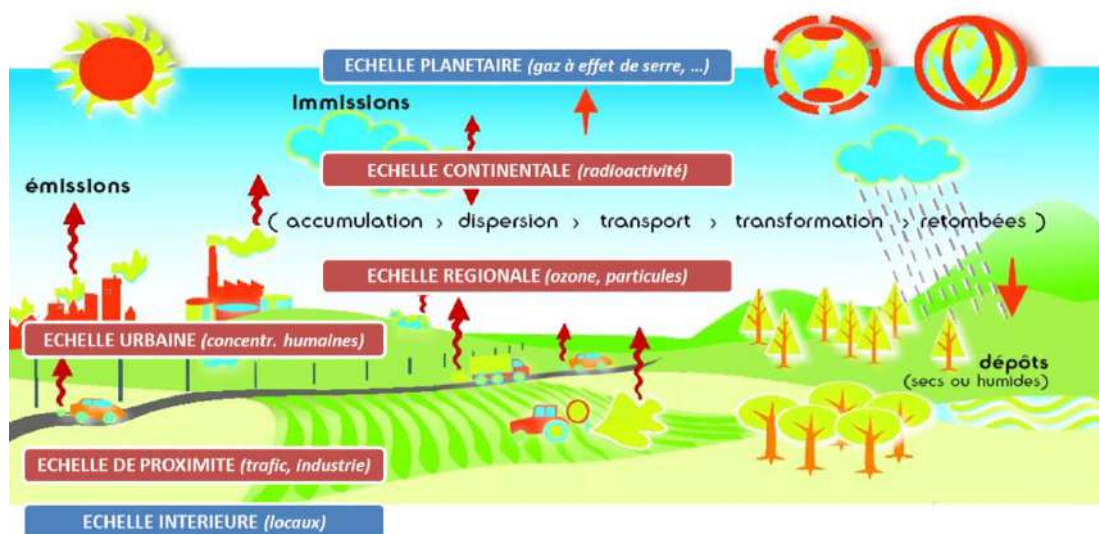 ECHELLE PLANETAIRE (gaz à effet de serre, ...)
immissions
ECHELLE CONTINENTALE (radioactivité)
émissions
( accumulation › dispersion › transport › transformation › retombées )
ECHELLE REGIONALE (ozone, particules)
ECHELLE URBAINE (concentr. humaines)
dépôts
(secs ou humides)
ECHELLE DE PROXIMITE (trafic, industrie)
ECHELLE INTERIEURE (locaux)